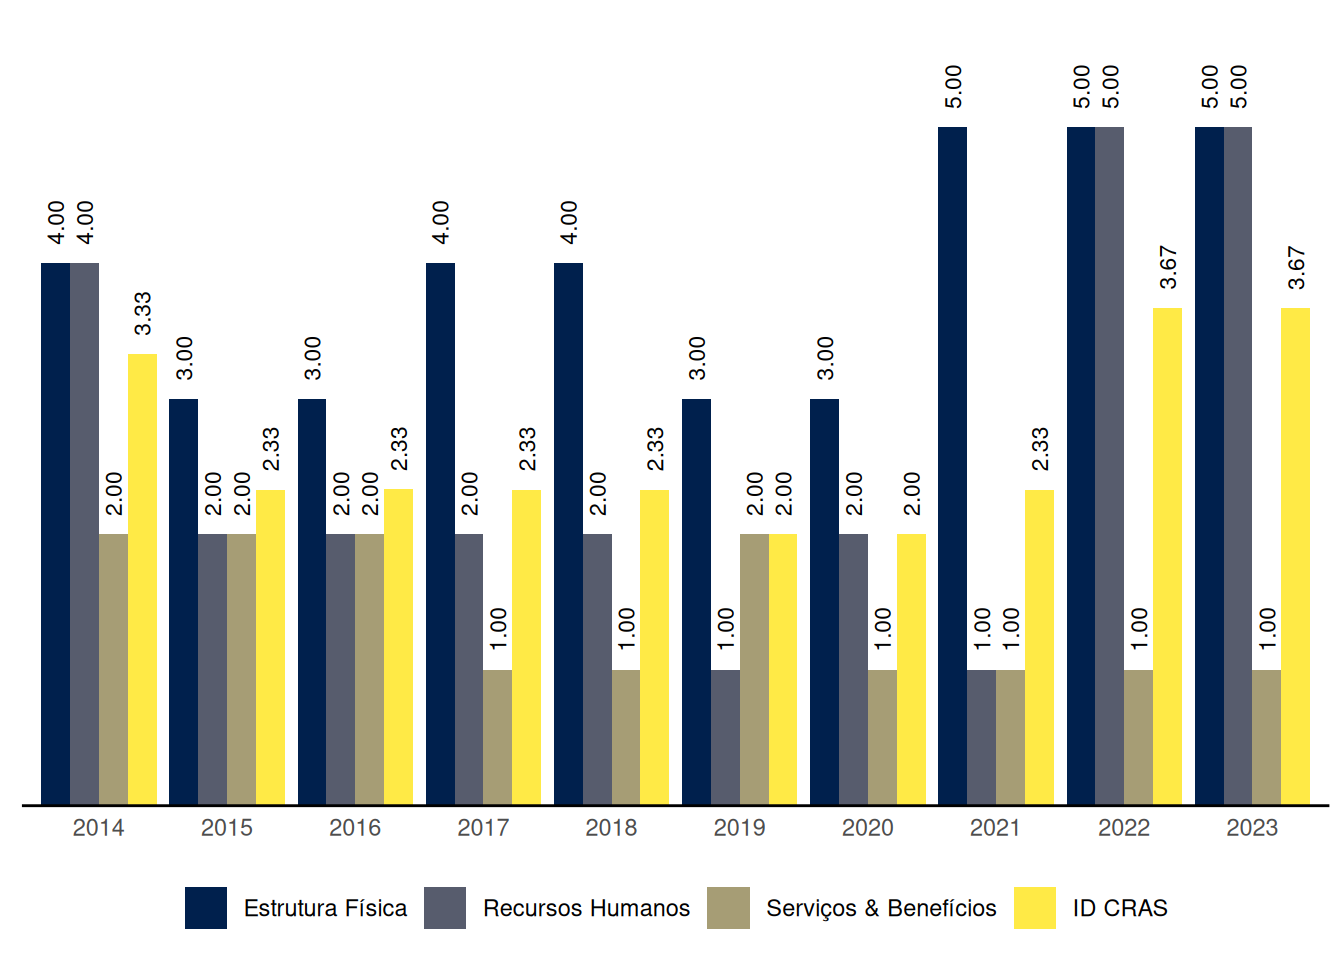 5.00 5.00 5.00 5.00 5.00
4.00 4.00 4.00 4.00
3.67 3.67
3.33
3.00 3.00 3.00 3.00
2.33 2.33 2.33 2.33 2.33
2.00 2.00 2.00 2.00 2.00 2.00 2.00 2.00 2.00 2.00 2.00
1.00 1.00 1.00 1.00 1.00 1.00 1.00 1.00
2014 2015 2016 2017 2018 2019 2020 2021 2022 2023
Estrutura Física Recursos Humanos Serviços & Benefícios ID CRAS